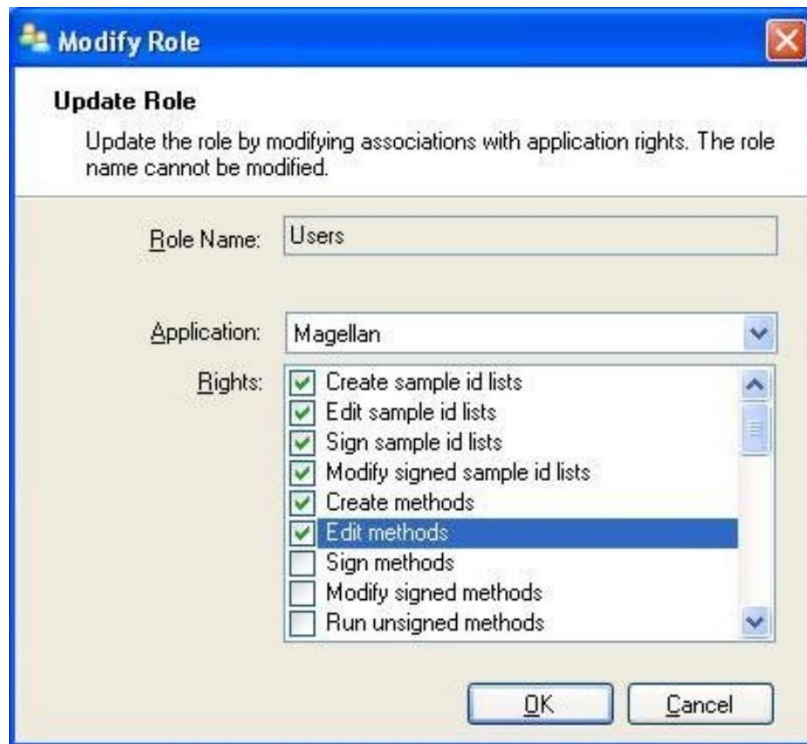 Modify Role
Update Role
Update the role by modifying associations with application rights. The role
name cannot be modified.
Role Name: Users
Application: Magellan
Rights: Create sample id lists
Edit sample id lists
Sign sample id lists
Modify signed sample id lists
Create methods
Edit methods
Sign methods
Modify signed methods
Run unsigned methods
OK Cancel